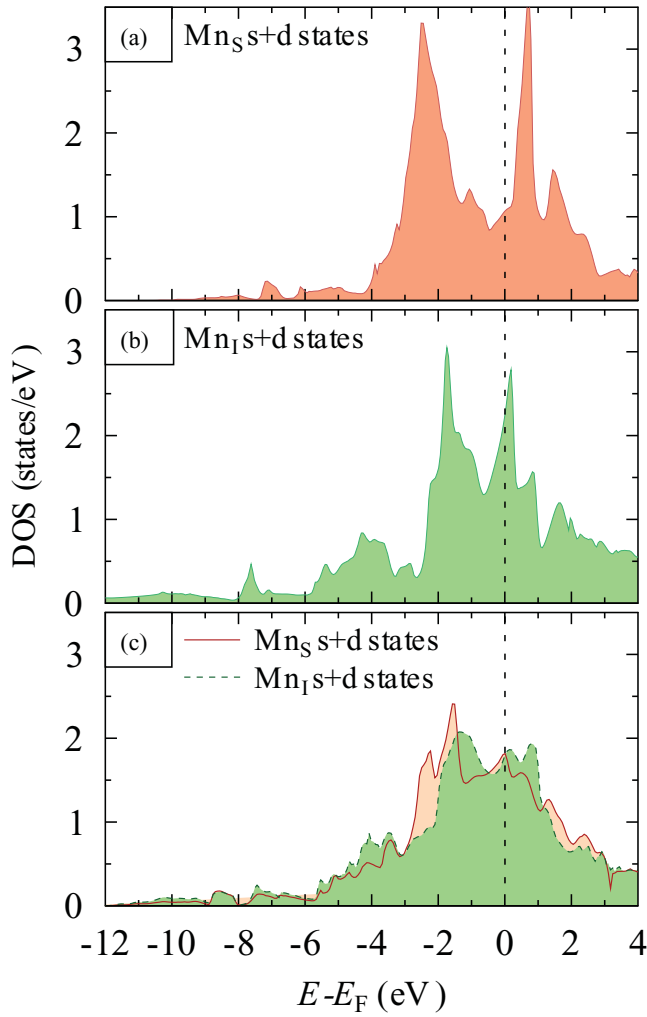 (a) Mn_S s+d states
3
2
1
0
(b) Mn_I s+d states
3
2
1
0
DOS (states/eV)
(c) Mn_S s+d states
Mn_I s+d states
3
2
1
0
-12 -10 -8 -6 -4 -2 0 2 4
E-E_F (eV)